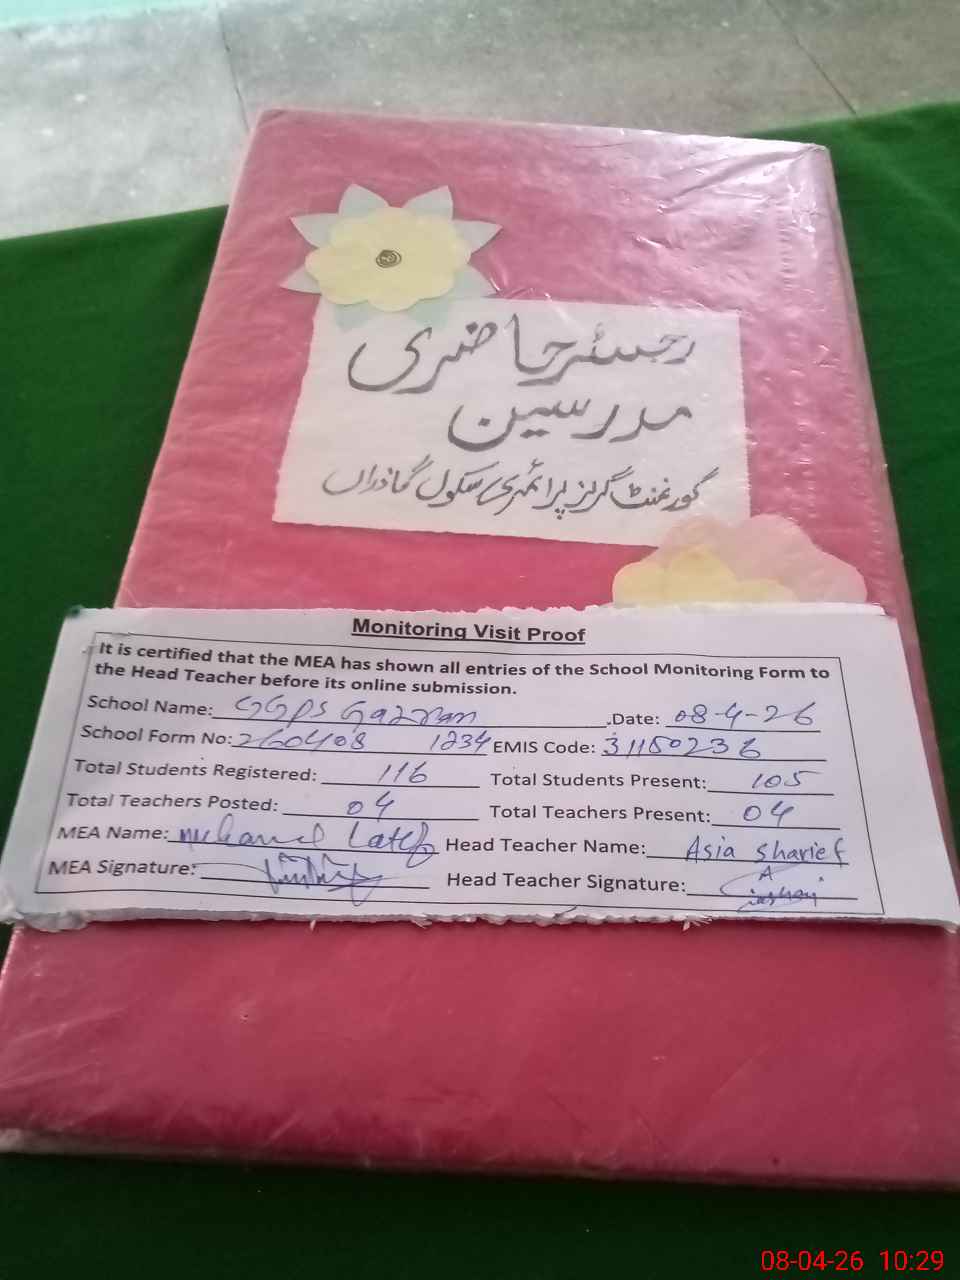 رجسٹر حاضری
مدرسین
گورنمنٹ گرلز پرائمری سکول گاذراں
Monitoring Visit Proof
It is certified that the MEA has shown all entries of the School Monitoring Form to
the Head Teacher before its online submission.
School Name: GGPS Gazran .Date: 08-4-26
School Form No: 260408 1234 EMIS Code: 31150236
Total Students Registered: 116 Total Students Present: 105
Total Teachers Posted: 04 Total Teachers Present: 04
MEA Name: Latif Head Teacher Name: Asia Sharief
MEA Signature: Head Teacher Signature:
08-04-26 10:29